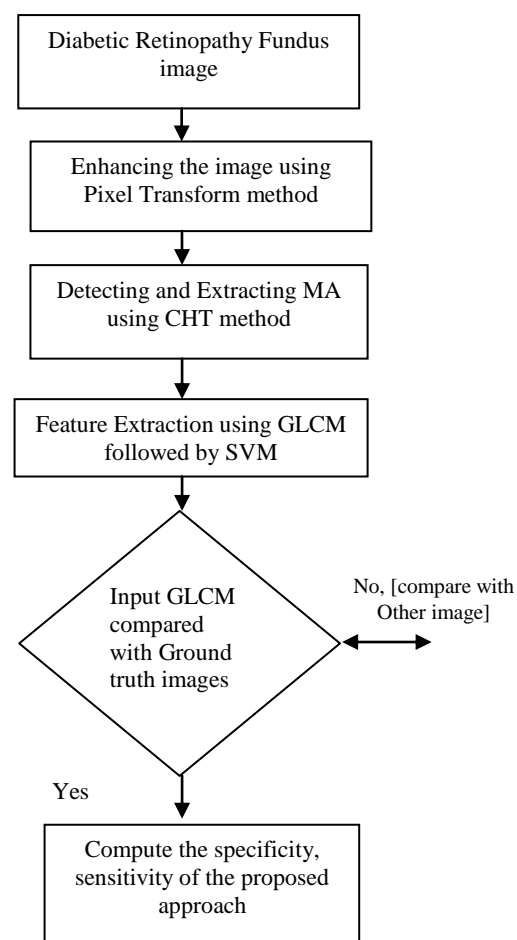 Diabetic Retinopathy Fundus
image
Enhancing the image using
Pixel Transform method
Detecting and Extracting MA
using CHT method
Feature Extraction using GLCM
followed by SVM
Input GLCM
compared
with Ground
truth images
No, [compare with
Other image]
Yes
Compute the specificity,
sensitivity of the proposed
approach